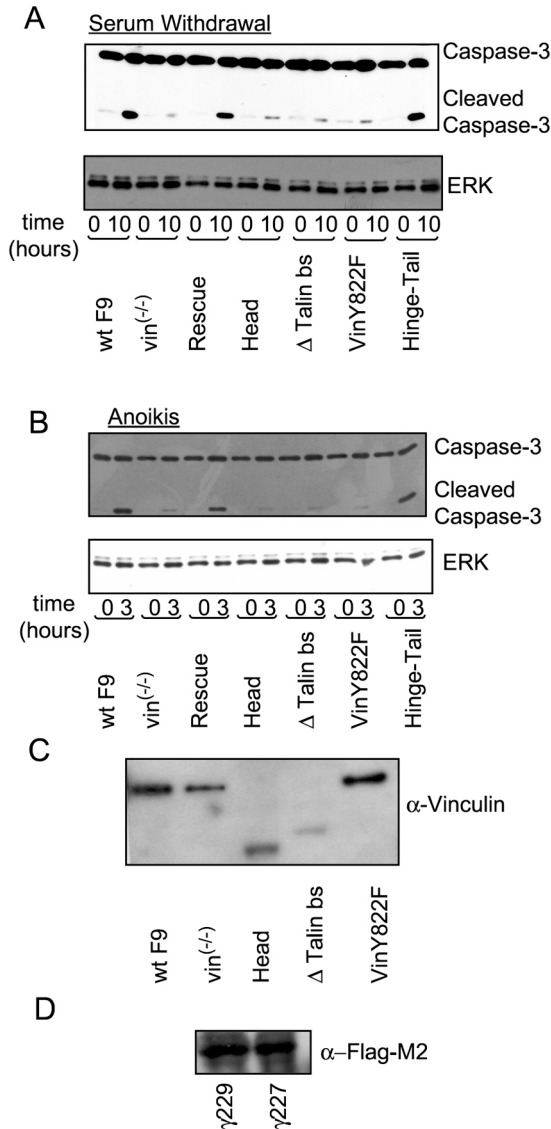 A
Serum Withdrawal
Caspase-3
Cleaved
Caspase-3
ERK
time
(hours)
0 10 0 10 0 10 0 10 0 10 0 10 0 10
wt F9
vin(-/-)
Rescue
Head
Δ Talin bs
VinY822F
Hinge-Tail
B
Anoikis
Caspase-3
Cleaved
Caspase-3
ERK
time
(hours)
0 3 0 3 0 3 0 3 0 3 0 3 0 3
wt F9
vin(-/-)
Rescue
Head
Δ Talin bs
VinY822F
Hinge-Tail
C
α-Vinculin
wt F9
vin(-/-)
Head
Δ Talin bs
VinY822F
D
α–Flag-M2
γ229
γ227